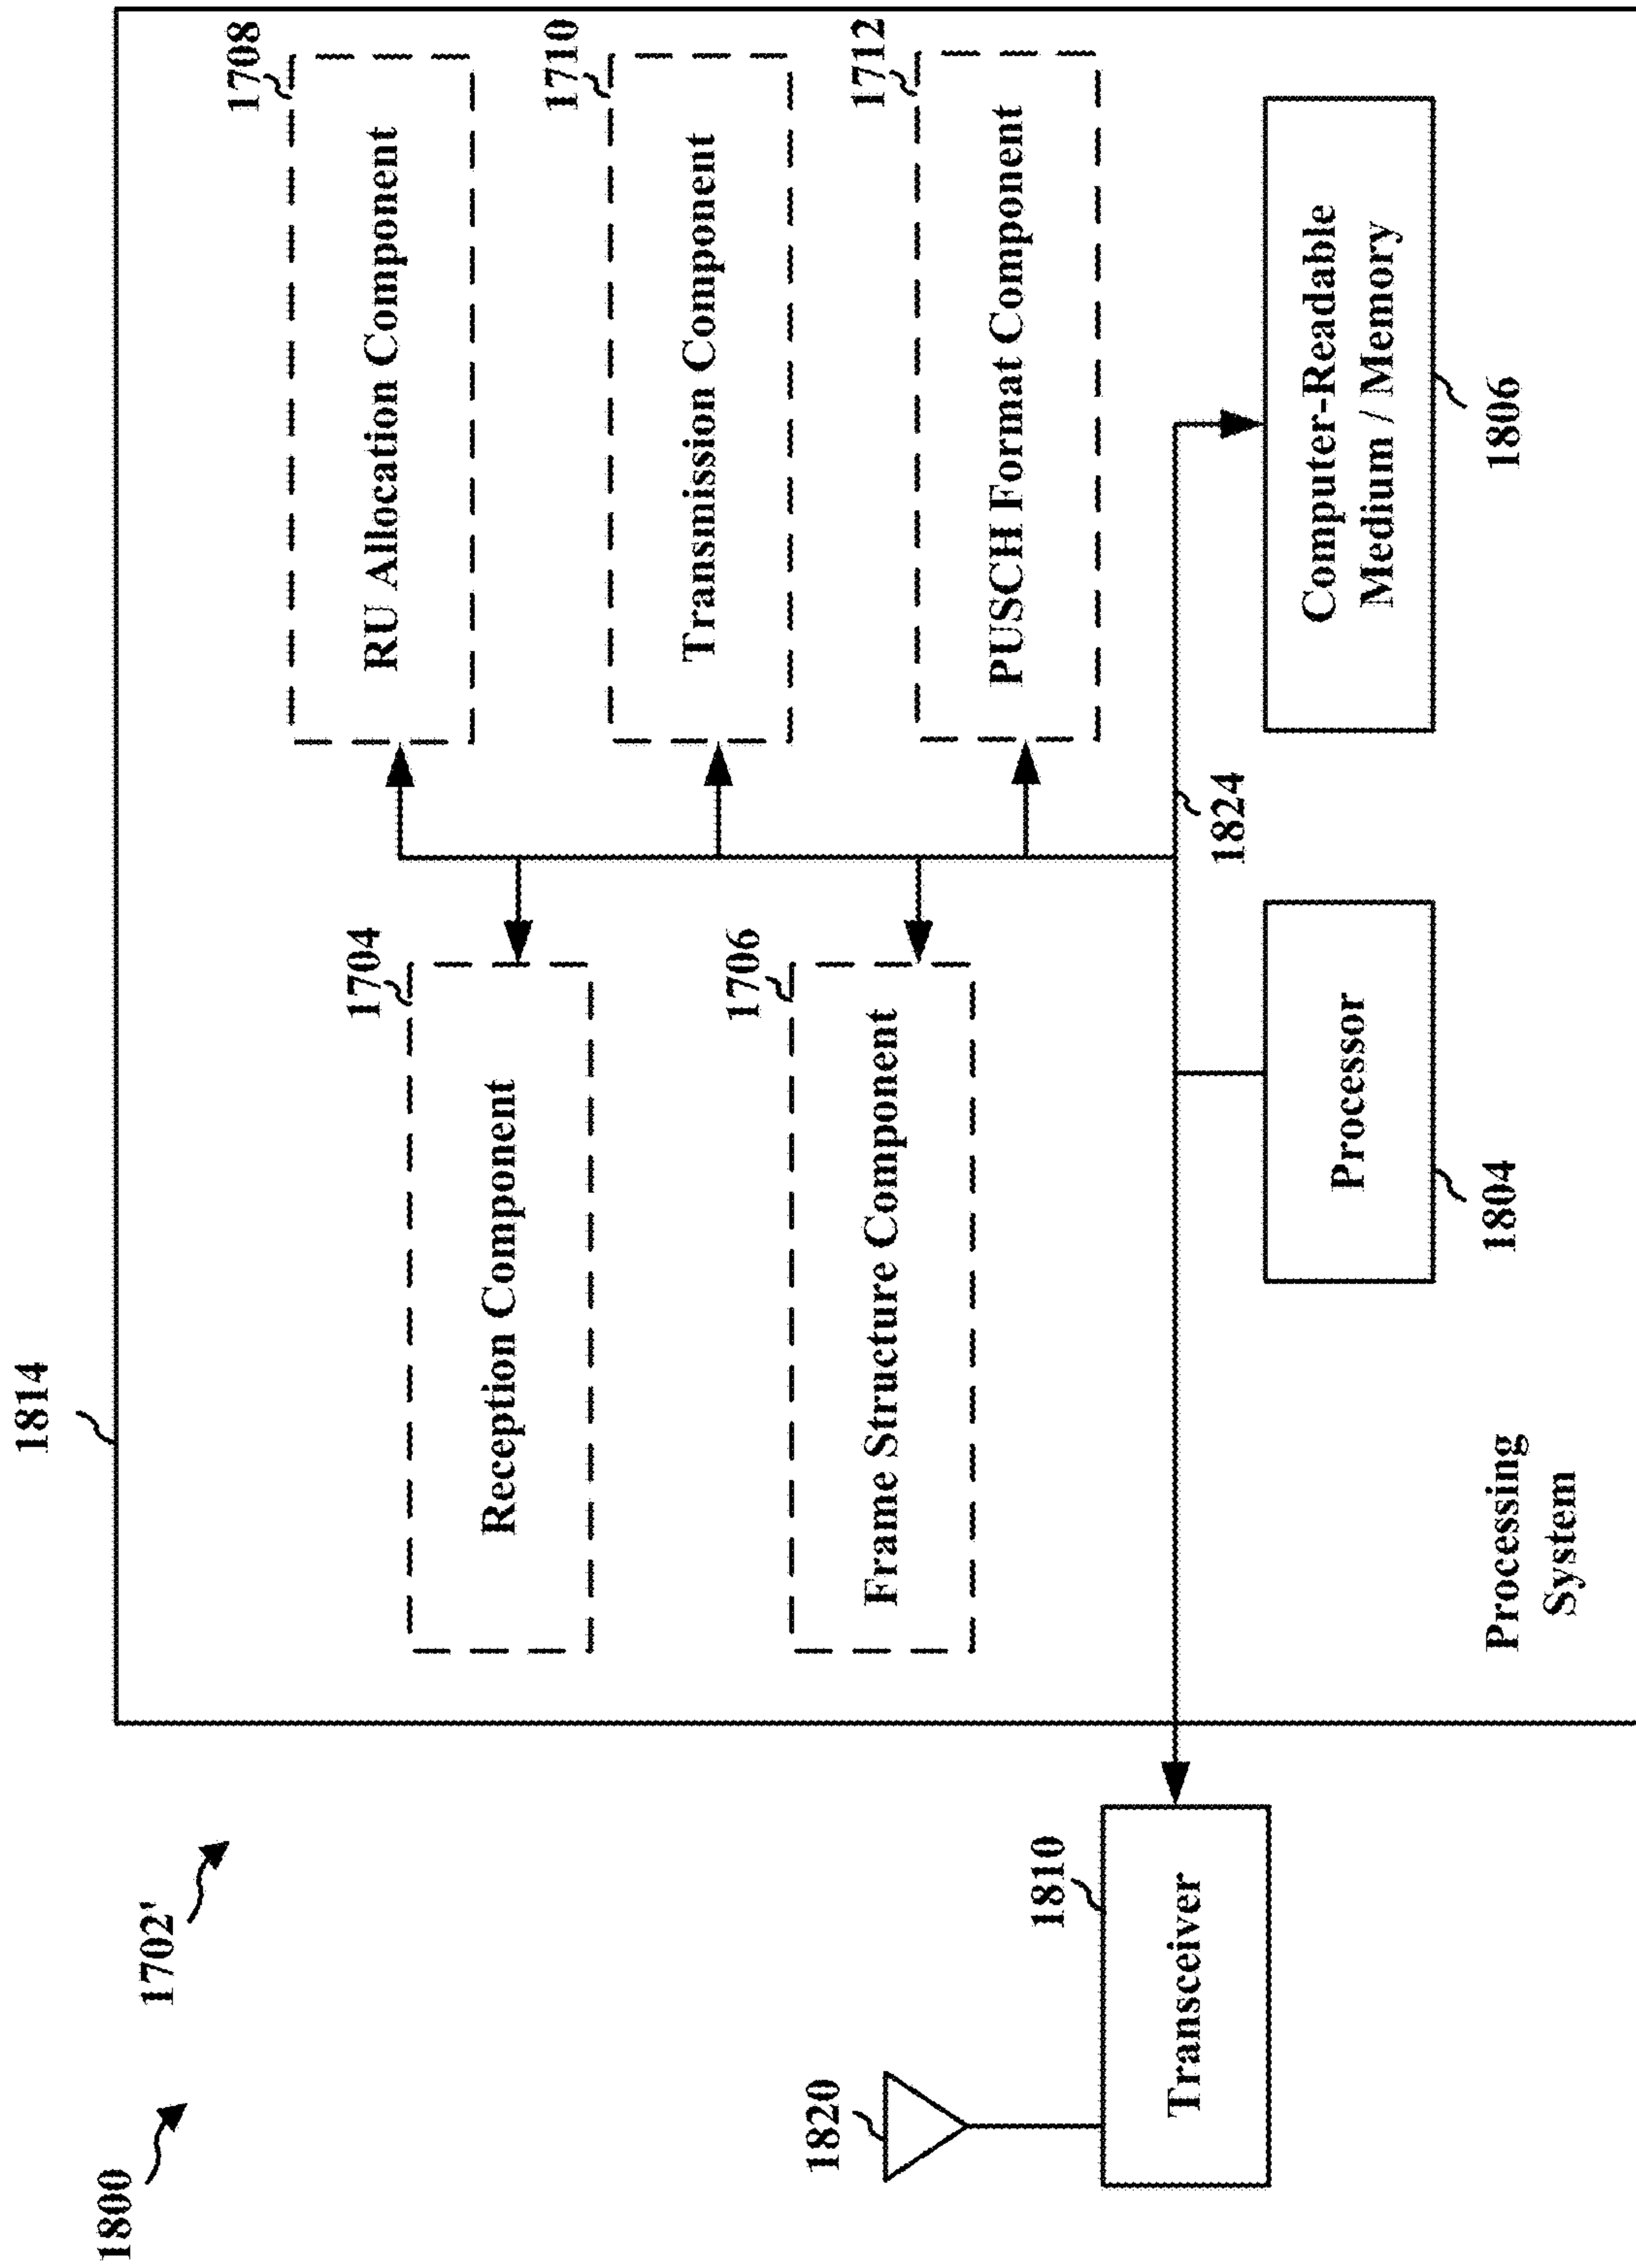 1800
1702'
1814
1704
Reception Component
1708
RU Allocation Component
1710
Transmission Component
1706
Frame Structure Component
1712
PUSCH Format Component
1820
1810
Transceiver
1824
Processor
1804
Computer-Readable
Medium / Memory
1806
Processing
System